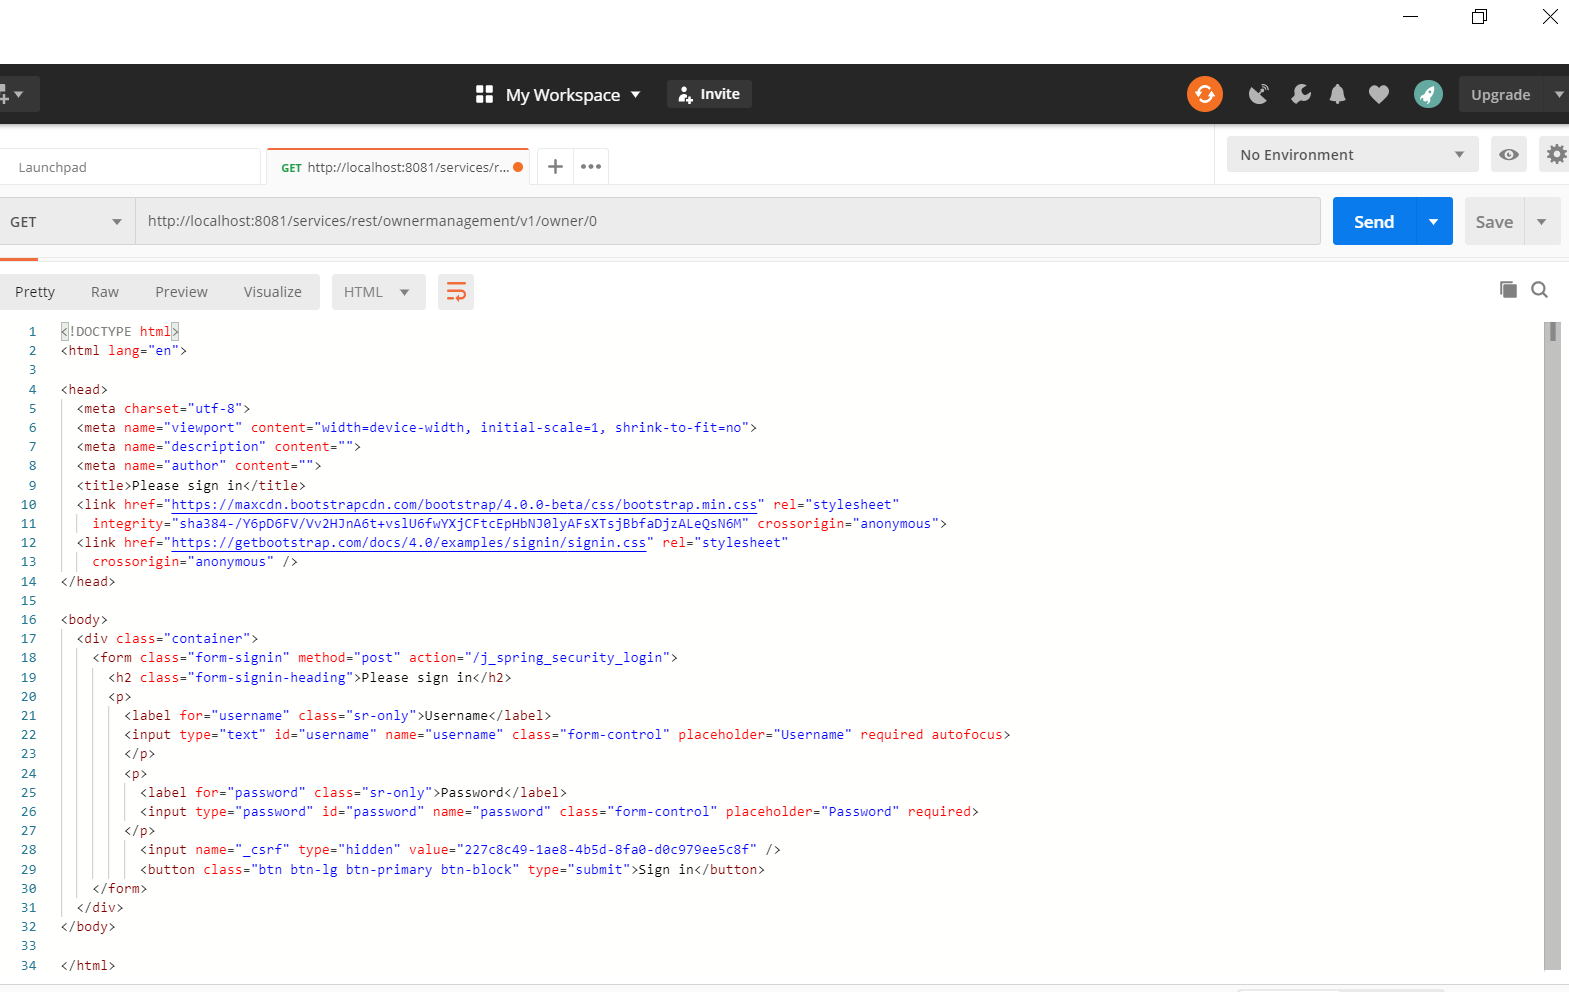 My Workspace Invite Upgrade
Launchpad GET http://localhost:8081/services/r... No Environment
GET http://localhost:8081/services/rest/ownermanagement/v1/owner/0 Send Save
Pretty Raw Preview Visualize HTML
1 <!DOCTYPE html>
2 <html lang="en">
3
4 <head>
5 <meta charset="utf-8">
6 <meta name="viewport" content="width=device-width, initial-scale=1, shrink-to-fit=no">
7 <meta name="description" content="">
8 <meta name="author" content="">
9 <title>Please sign in</title>
10 <link href="https://maxcdn.bootstrapcdn.com/bootstrap/4.0.0-beta/css/bootstrap.min.css" rel="stylesheet"
11 integrity="sha384-/Y6pD6FV/Vv2HJnA6t+vslU6fwYXjCFtcEpHbNJ0lyAFsXTsjBbfaDjzALeQsN6M" crossorigin="anonymous">
12 <link href="https://getbootstrap.com/docs/4.0/examples/signin/signin.css" rel="stylesheet"
13 crossorigin="anonymous" />
14 </head>
15
16 <body>
17 <div class="container">
18 <form class="form-signin" method="post" action="/j_spring_security_login">
19 <h2 class="form-signin-heading">Please sign in</h2>
20 <p>
21 <label for="username" class="sr-only">Username</label>
22 <input type="text" id="username" name="username" class="form-control" placeholder="Username" required autofocus>
23 </p>
24 <p>
25 <label for="password" class="sr-only">Password</label>
26 <input type="password" id="password" name="password" class="form-control" placeholder="Password" required>
27 </p>
28 <input name="_csrf" type="hidden" value="227c8c49-1ae8-4b5d-8fa0-d0c979ee5c8f" />
29 <button class="btn btn-lg btn-primary btn-block" type="submit">Sign in</button>
30 </form>
31 </div>
32 </body>
33
34 </html>